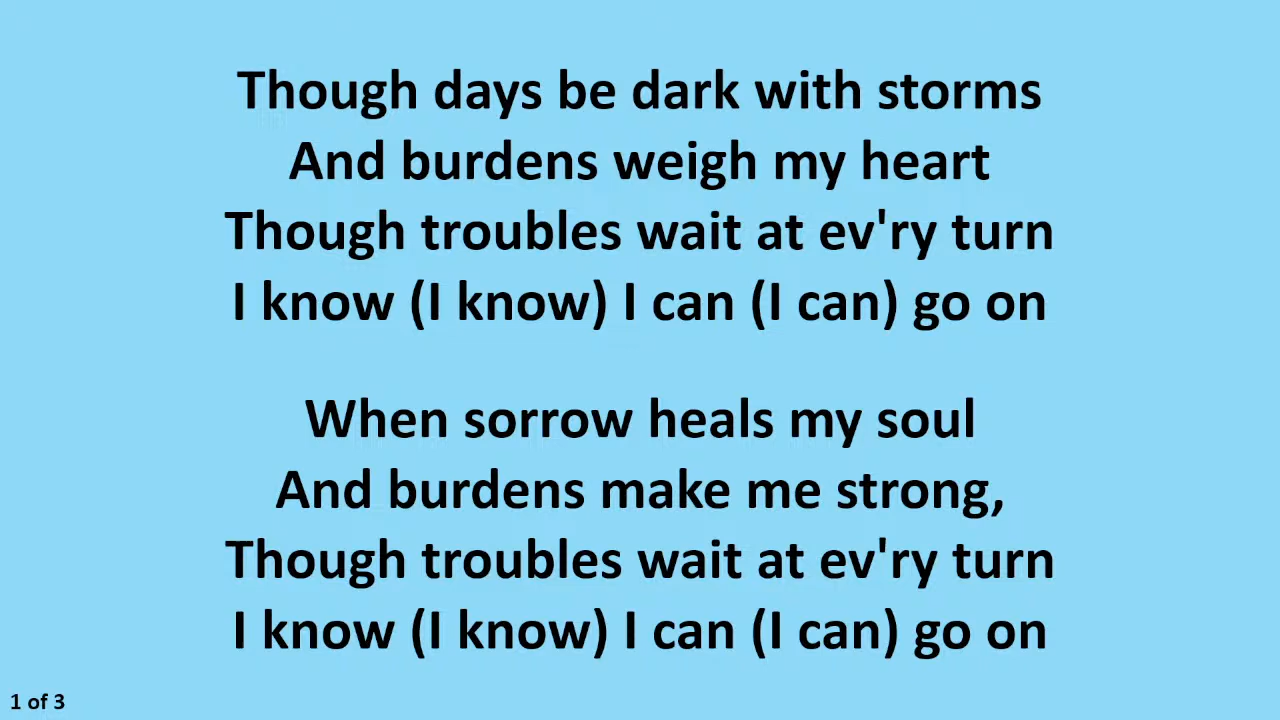 Though days be dark with storms
And burdens weigh my heart
Though troubles wait at ev'ry turn
I know (I know) I can (I can) go on
When sorrow heals my soul
And burdens make me strong,
Though troubles wait at ev'ry turn
I know (I know) I can (I can) go on
1 of 3